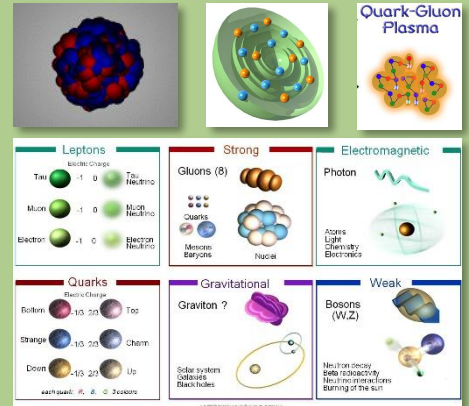 Quark-Gluon
Plasma
Leptons
Electric Charge
Tau -1 0 Tau
Neutrino
Muon -1 0 Muon
Neutrino
Electron -1 0 Electron
Neutrino
Strong
Gluons (8)
Quarks
Mesons
Baryons
Nuclei
Electromagnetic
Photon
Atoms
Light
Chemistry
Electronics
Quarks
Electric Charge
Bottom -1/3 2/3 Top
Strange -1/3 2/3 Charm
Down -1/3 2/3 Up
each quark: R, B, G 3 colours
Gravitational
Graviton ?
Solar system
Galaxies
Black holes
Weak
Bosons
(W,Z)
Neutron decay
Beta radioactivity
Neutrino interactions
Burning of the sun